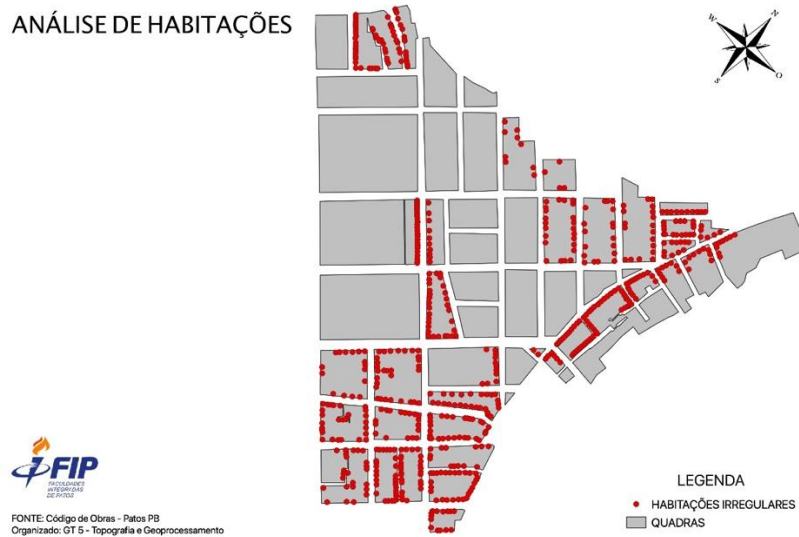 ANÁLISE DE HABITAÇÕES
N
W
O
S
FIP
FACULDADES
INTEGRADAS
DE PATOS
LEGENDA
HABITAÇÕES IRREGULARES
QUADRAS
FONTE: Código de Obras - Patos PB
Organizado: GT 5 - Topografia e Geoprocessamento